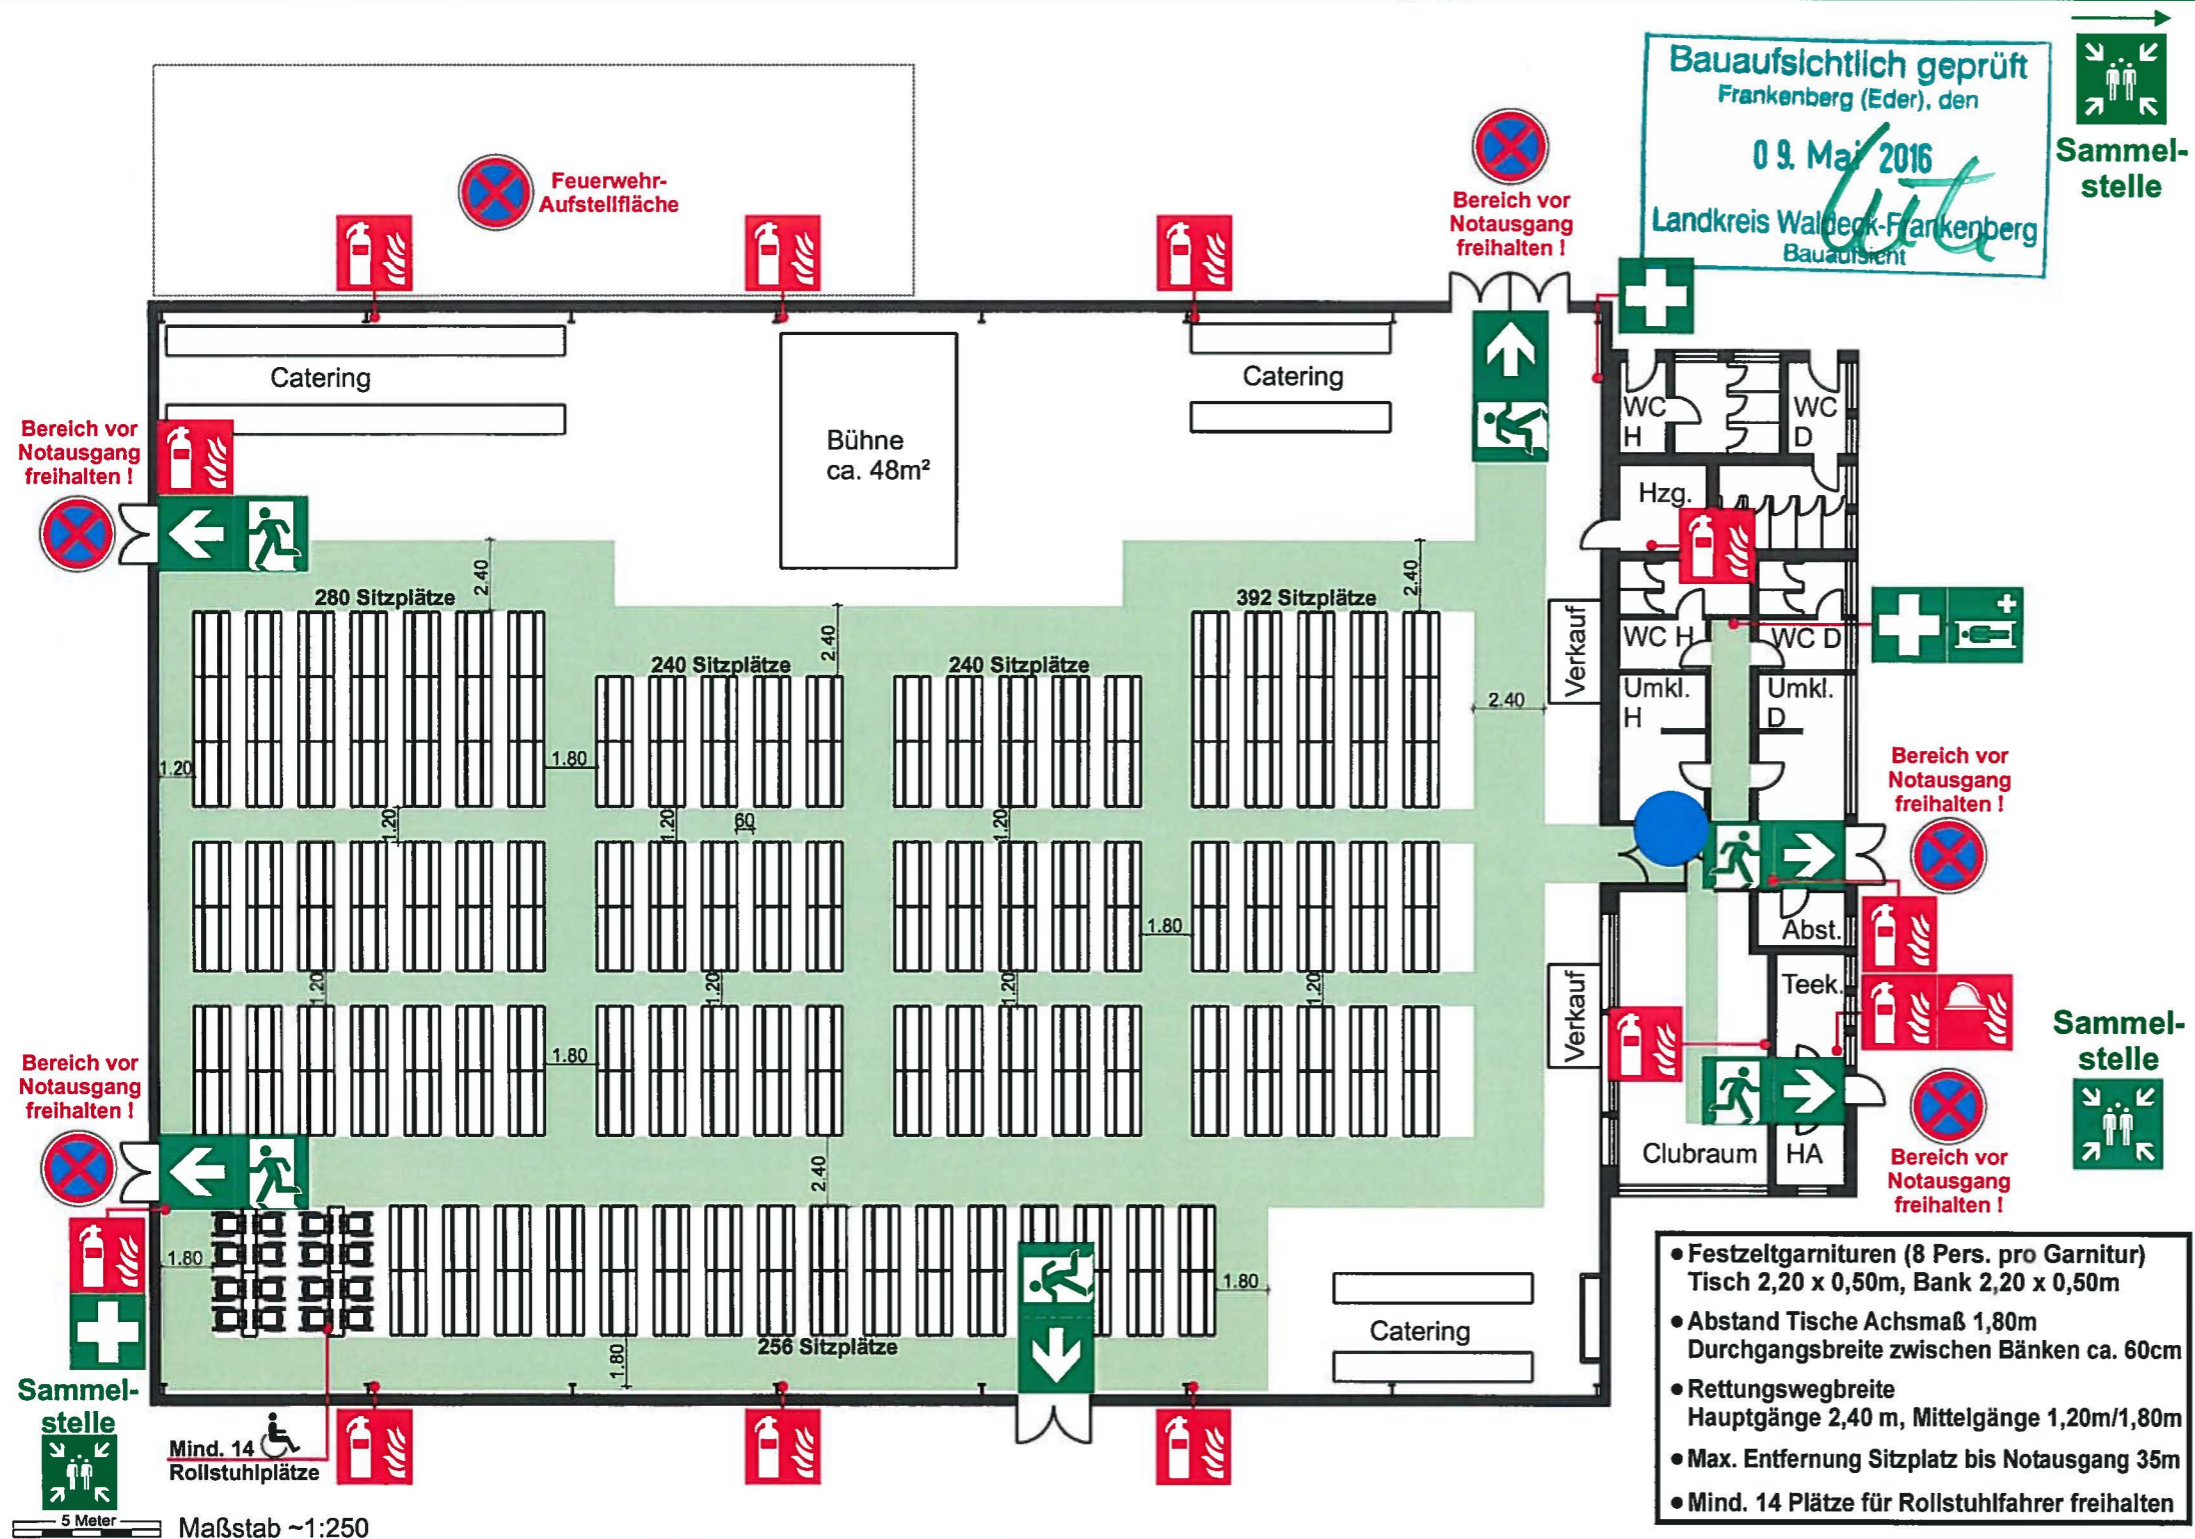 Bauaufsichtlich geprüft
Frankenberg (Eder), den
09. Mai 2016
Landkreis Waldeck-Frankenberg
Bauaufsicht
Sammel-
stelle
Feuerwehr-
Aufstellfläche
Bereich vor
Notausgang
freihalten !
Catering
Bühne
ca. 48m²
Catering
WC
H
WC
D
Bereich vor
Notausgang
freihalten !
Hzg.
2.40
2.40
280 Sitzplätze
392 Sitzplätze
2.40
240 Sitzplätze
240 Sitzplätze
Verkauf
WC H
WC D
Umkl.
H
Umkl.
D
2.40
1.20
1.80
Bereich vor
Notausgang
freihalten !
1.20
1.20
60
1.20
1.80
Abst.
Teek.
1.20
1.20
1.20
1.20
Verkauf
Sammel-
stelle
1.80
Bereich vor
Notausgang
freihalten !
2.40
Clubraum
HA
Bereich vor
Notausgang
freihalten !
1.80
1.80
256 Sitzplätze
1.80
Catering
Sammel-
stelle
Mind. 14
Rollstuhlplätze
5 Meter
Maßstab ~1:250
• Festzeltgarnituren (8 Pers. pro Garnitur)
Tisch 2,20 x 0,50m, Bank 2,20 x 0,50m
• Abstand Tische Achsmaß 1,80m
Durchgangsbreite zwischen Bänken ca. 60cm
• Rettungswegbreite
Hauptgänge 2,40 m, Mittelgänge 1,20m/1,80m
• Max. Entfernung Sitzplatz bis Notausgang 35m
• Mind. 14 Plätze für Rollstuhlfahrer freihalten